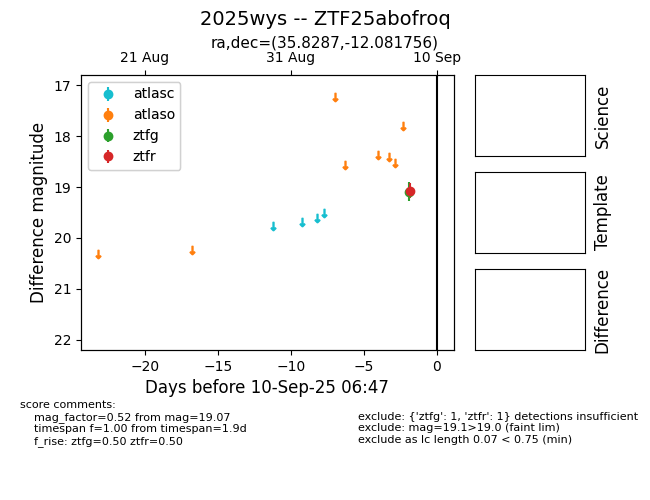 2025wys -- ZTF25abofroq
ra,dec=(35.8287,-12.081756)
21 Aug
31 Aug
10 Sep
atlasc
atlaso
ztfg
ztfr
17
18
19
20
21
22
Difference magnitude
−20
−15
−10
−5
0
Days before 10-Sep-25 06:47
Science
Template
Difference
score comments:
mag_factor=0.52 from mag=19.07
timespan f=1.00 from timespan=1.9d
f_rise: ztfg=0.50 ztfr=0.50
exclude: {'ztfg': 1, 'ztfr': 1} detections insufficient
exclude: mag=19.1>19.0 (faint lim)
exclude as lc length 0.07 < 0.75 (min)